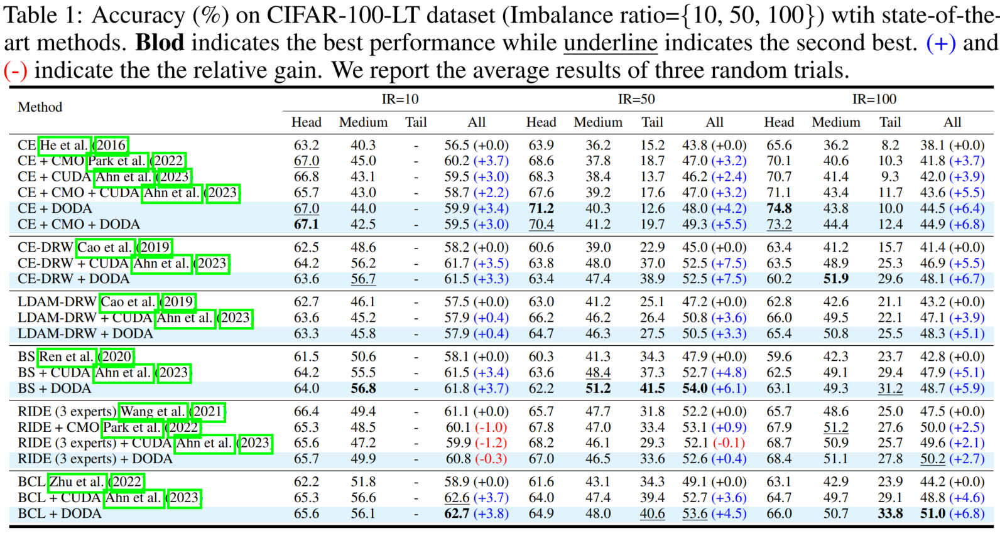 Table 1: Accuracy (%) on CIFAR-100-LT dataset (Imbalance ratio={10, 50, 100}) wtih state-of-the-
art methods. Blod indicates the best performance while underline indicates the second best. (+) and
(-) indicate the the relative gain. We report the average results of three random trials.
Method IR=10 IR=50 IR=100
Head Medium Tail All Head Medium Tail All Head Medium Tail All
CE He et al. (2016) 63.2 40.3 - 56.5 (+0.0) 63.9 36.2 15.2 43.8 (+0.0) 65.6 36.2 8.2 38.1 (+0.0)
CE + CMO Park et al. (2022) 67.0 45.0 - 60.2 (+3.7) 68.6 37.8 18.7 47.0 (+3.2) 70.1 40.6 10.3 41.8 (+3.7)
CE + CUDA Ahn et al. (2023) 66.8 43.1 - 59.5 (+3.0) 68.3 38.4 13.7 46.2 (+2.4) 70.7 41.4 9.3 42.0 (+3.9)
CE + CMO + CUDA Ahn et al. (2023) 65.7 43.0 - 58.7 (+2.2) 67.6 39.2 17.6 47.0 (+3.2) 71.1 43.4 11.7 43.6 (+5.5)
CE + DODA 67.0 44.0 - 59.9 (+3.4) 71.2 40.3 12.6 48.0 (+4.2) 74.8 43.8 10.0 44.5 (+6.4)
CE + CMO + DODA 67.1 42.5 - 59.5 (+3.0) 70.4 41.2 19.7 49.3 (+5.5) 73.2 44.4 12.4 44.9 (+6.8)
CE-DRW Cao et al. (2019) 62.5 48.6 - 58.2 (+0.0) 60.6 39.0 22.9 45.0 (+0.0) 63.4 41.2 15.7 41.4 (+0.0)
CE-DRW + CUDA Ahn et al. (2023) 64.2 56.2 - 61.7 (+3.5) 63.8 48.0 37.0 52.5 (+7.5) 63.5 48.9 25.3 46.9 (+5.5)
CE-DRW + DODA 63.6 56.7 - 61.5 (+3.3) 63.4 47.4 38.9 52.5 (+7.5) 60.2 51.9 29.6 48.1 (+6.7)
LDAM-DRW Cao et al. (2019) 62.7 46.1 - 57.5 (+0.0) 63.0 41.2 25.1 47.2 (+0.0) 62.8 42.6 21.1 43.2 (+0.0)
LDAM-DRW + CUDA Ahn et al. (2023) 63.6 45.2 - 57.9 (+0.4) 66.2 46.2 26.4 50.8 (+3.6) 66.0 49.5 22.1 47.1 (+3.9)
LDAM-DRW + DODA 63.3 45.8 - 57.9 (+0.4) 64.7 46.3 27.5 50.5 (+3.3) 65.4 50.8 25.5 48.3 (+5.1)
BS Ren et al. (2020) 61.5 50.6 - 58.1 (+0.0) 60.3 41.3 34.3 47.9 (+0.0) 59.6 42.3 23.7 42.8 (+0.0)
BS + CUDA Ahn et al. (2023) 64.2 55.5 - 61.5 (+3.4) 63.6 48.4 37.3 52.7 (+4.8) 62.5 49.1 29.4 47.9 (+5.1)
BS + DODA 64.0 56.8 - 61.8 (+3.7) 62.2 51.2 41.5 54.0 (+6.1) 63.1 49.3 31.2 48.7 (+5.9)
RIDE (3 experts) Wang et al. (2021) 66.4 49.4 - 61.1 (+0.0) 65.7 47.7 31.8 52.2 (+0.0) 65.7 48.6 25.0 47.5 (+0.0)
RIDE + CMO Park et al. (2022) 65.3 48.5 - 60.1 (-1.0) 67.8 47.0 33.4 53.1 (+0.9) 67.9 51.2 27.6 50.0 (+2.5)
RIDE (3 experts) + CUDA Ahn et al. (2023) 65.6 47.2 - 59.9 (-1.2) 68.2 46.1 29.3 52.1 (-0.1) 68.7 50.9 25.7 49.6 (+2.1)
RIDE (3 experts) + DODA 65.7 49.9 - 60.8 (-0.3) 67.0 46.5 33.6 52.6 (+0.4) 68.4 51.1 27.8 50.2 (+2.7)
BCL Zhu et al. (2022) 62.2 51.8 - 58.9 (+0.0) 61.6 43.1 34.3 49.1 (+0.0) 63.1 42.9 23.9 44.2 (+0.0)
BCL + CUDA Ahn et al. (2023) 65.3 56.6 - 62.6 (+3.7) 64.0 47.4 39.4 52.7 (+3.6) 64.7 49.7 29.1 48.8 (+4.6)
BCL + DODA 65.6 56.1 - 62.7 (+3.8) 64.9 48.0 40.6 53.6 (+4.5) 66.0 50.7 33.8 51.0 (+6.8)